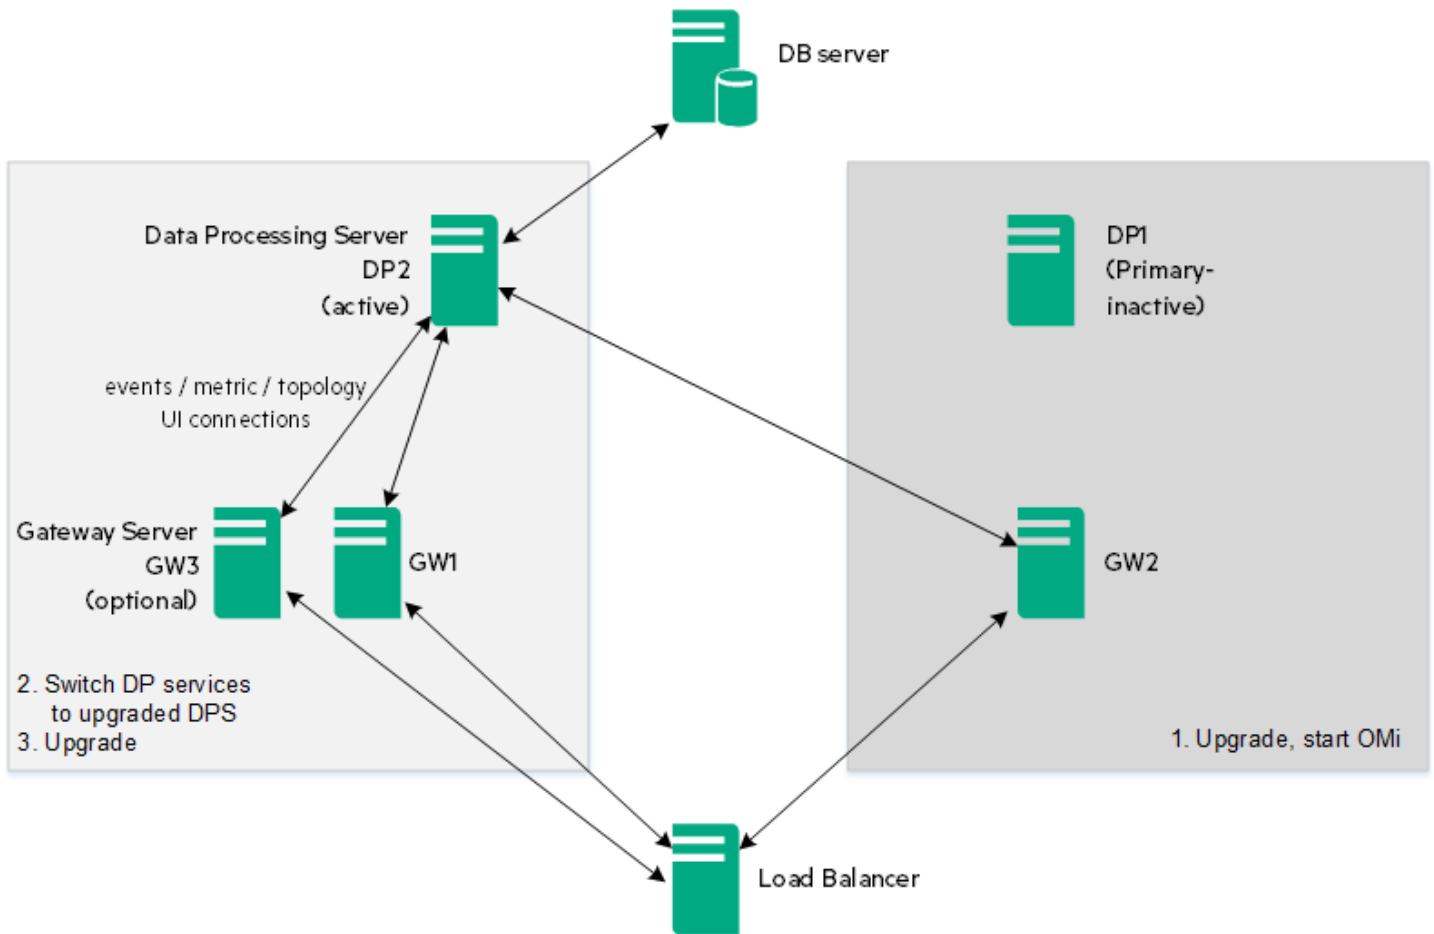 DB server
Data Processing Server
DP2
(active)
DP1
(Primary-
inactive)
events / metric / topology
UI connections
Gateway Server
GW3
(optional)
GW1
GW2
2. Switch DP services
to upgraded DPS
3. Upgrade
1. Upgrade, start OMi
Load Balancer